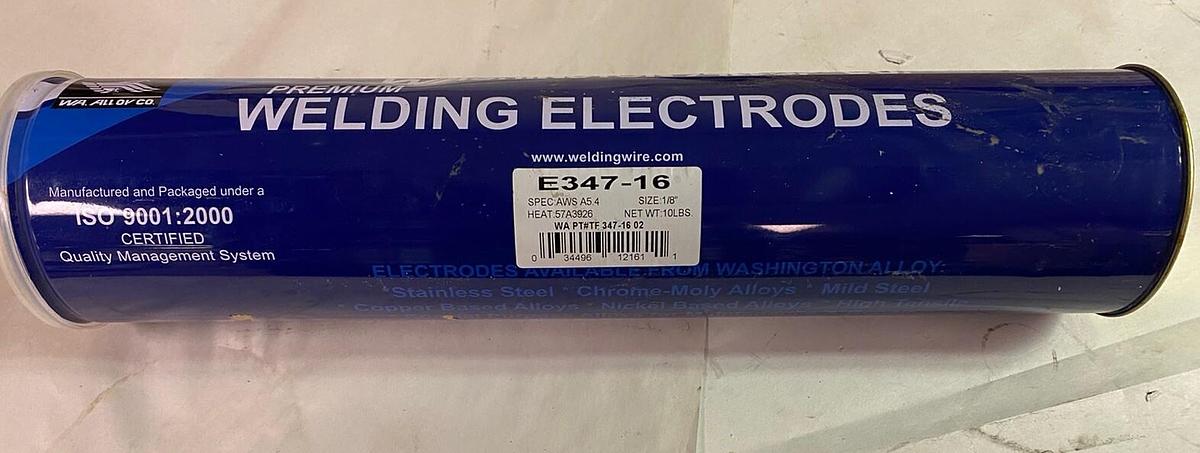 WA. ALLOY CO.
PREMIUM
WELDING ELECTRODES
www.weldingwire.com
Manufactured and Packaged under a
ISO 9001:2000
CERTIFIED
Quality Management System
E347-16
SPEC:AWS A5.4 SIZE:1/8"
HEAT:57A3926 NET WT:10LBS.
WA PT#TF 347-16 02
0 34496 12161 1
ELECTRODES AVAILABLE FROM WASHINGTON ALLOY
*Stainless Steel * Chrome-Moly Alloys * Mild Steel
* Copper Based Alloys * Nickel Based Alloys * High Tensile